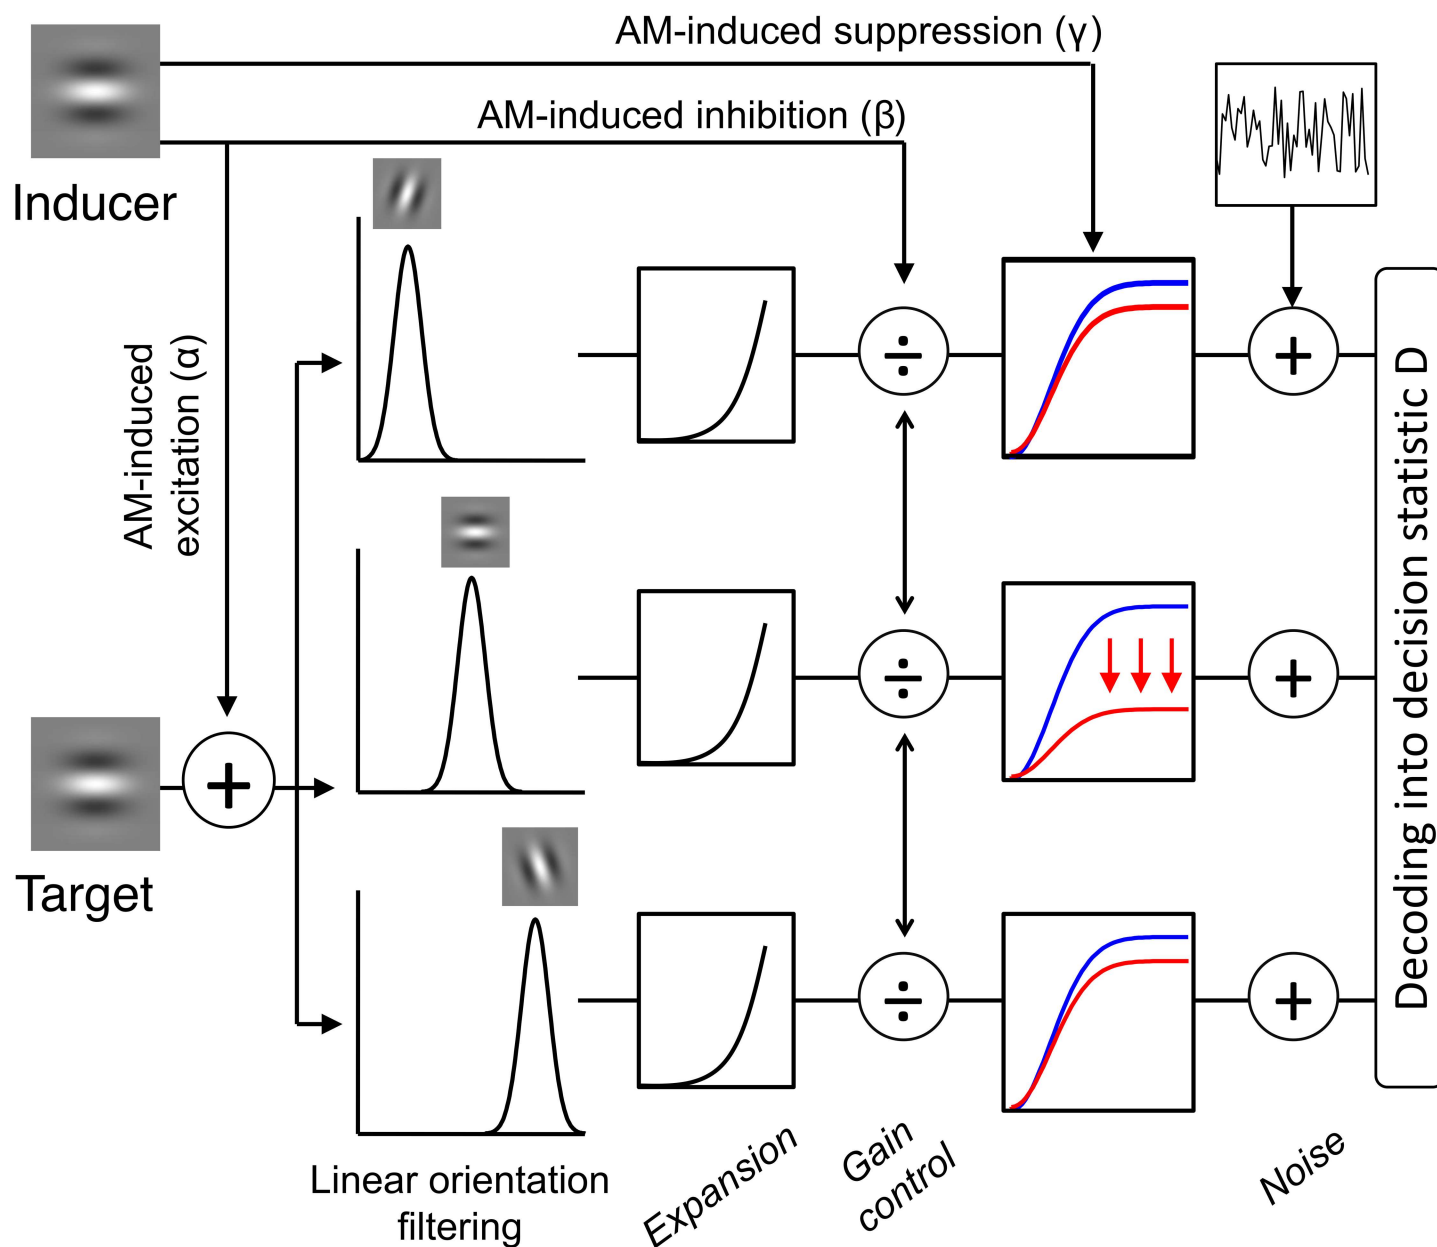 AM-induced suppression (γ)
AM-induced inhibition (β)
Inducer
AM-induced
excitation (α)
Target
Linear orientation
filtering
Expansion
Gain
control
Noise
Decoding into decision statistic D